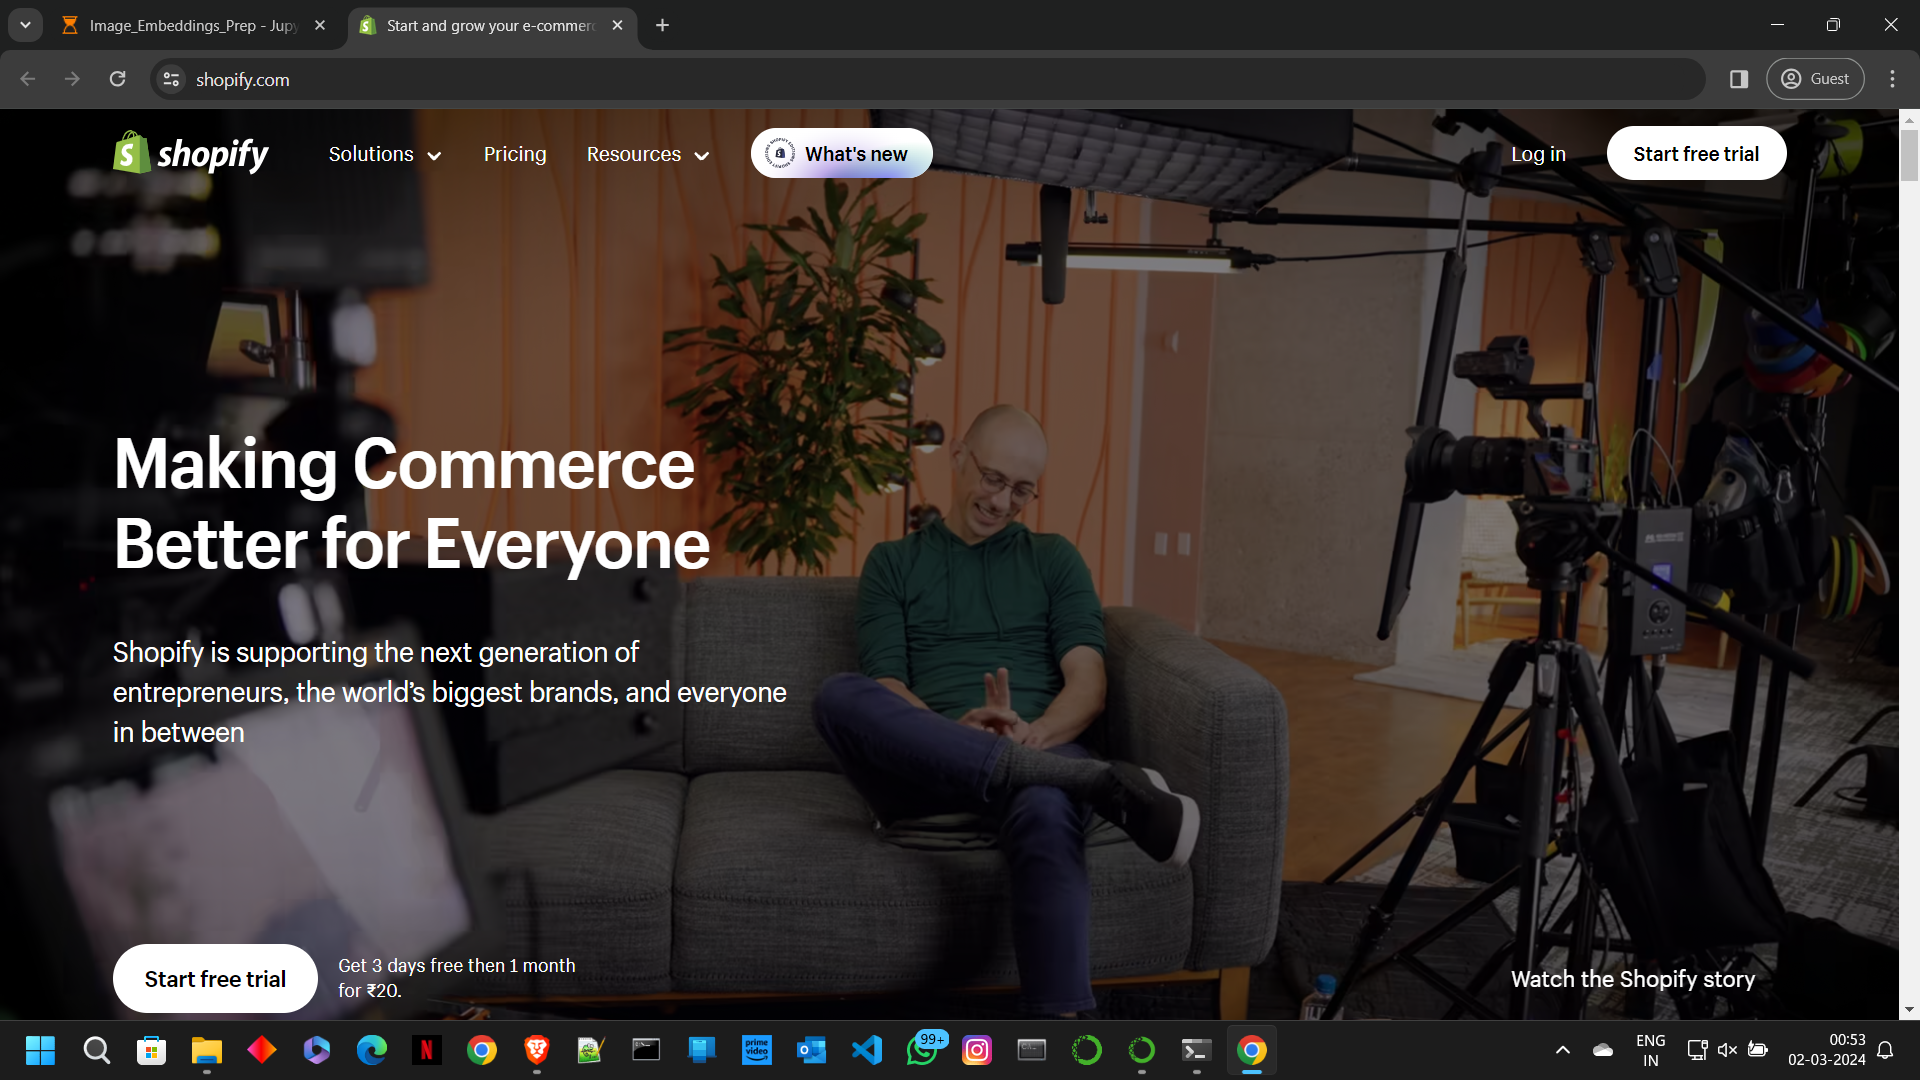 Image_Embeddings_Prep - Jupy
Start and grow your e-commerc
shopify.com
Guest
shopify
Solutions
Pricing
Resources
What's new
Log in
Start free trial
Making Commerce
Better for Everyone
Shopify is supporting the next generation of
entrepreneurs, the world’s biggest brands, and everyone
in between
Start free trial
Get 3 days free then 1 month
for ₹20.
Watch the Shopify story
prime
video
99+
ENG
IN
00:53
02-03-2024